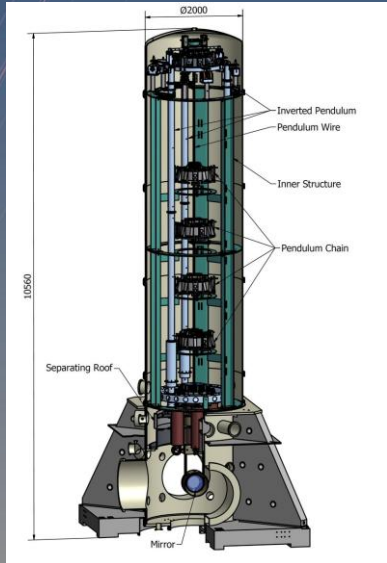 Ø2000
Inverted Pendulum
Pendulum Wire
Inner Structure
Pendulum Chain
10560
Separating Roof
Mirror